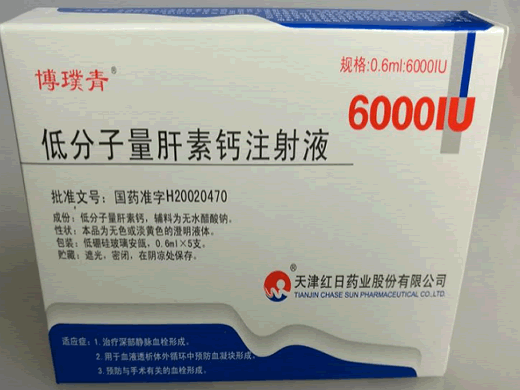 博璞青®
规格:0.6ml:6000IU
6000IU
低分子量肝素钙注射液
批准文号: 国药准字H20020470
成份: 低分子量肝素钙, 辅料为无水醋酸钠。
性状: 本品为无色或淡黄色的澄明液体。
包装: 低硼硅玻璃安瓿, 0.6ml×5支。
贮藏: 遮光, 密闭, 在阴凉处保存。
天津红日药业股份有限公司
TIANJIN CHASE SUN PHARMACEUTICAL CO.,LTD.
适应症: 1.治疗深部静脉血栓形成。
2.用于血液透析体外循环中预防血凝块形成。
3.预防与手术有关的血栓形成。